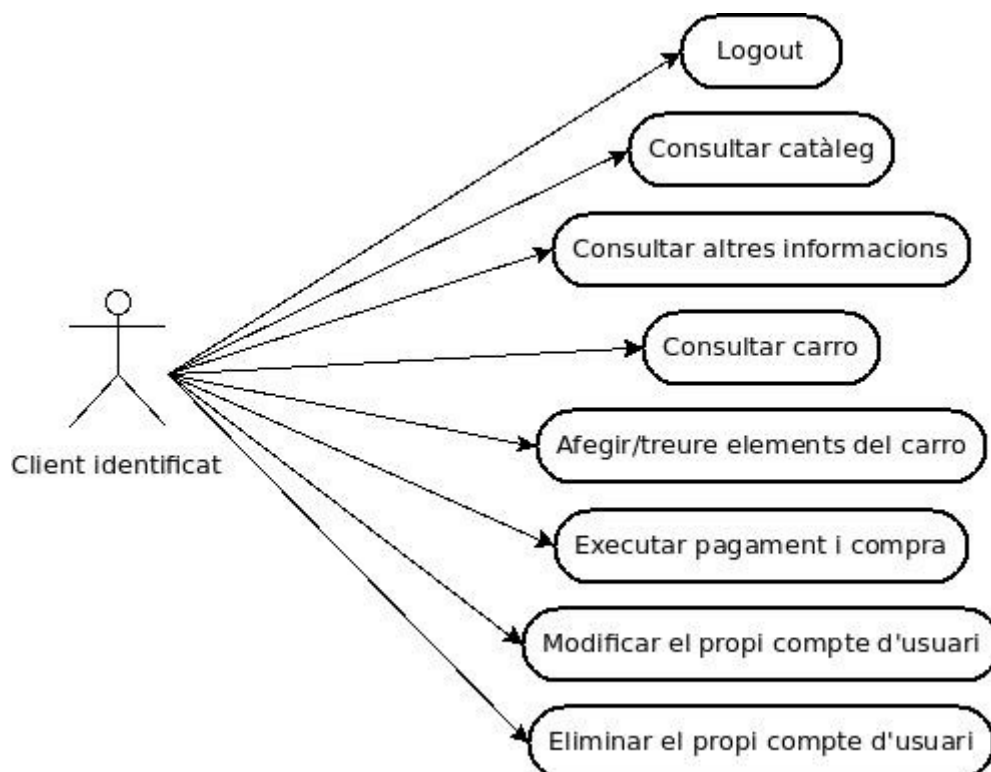 Logout
Consultar catàleg
Consultar altres informacions
Consultar carro
Afegir/treure elements del carro
Client identificat
Executar pagament i compra
Modificar el propi compte d'usuari
Eliminar el propi compte d'usuari